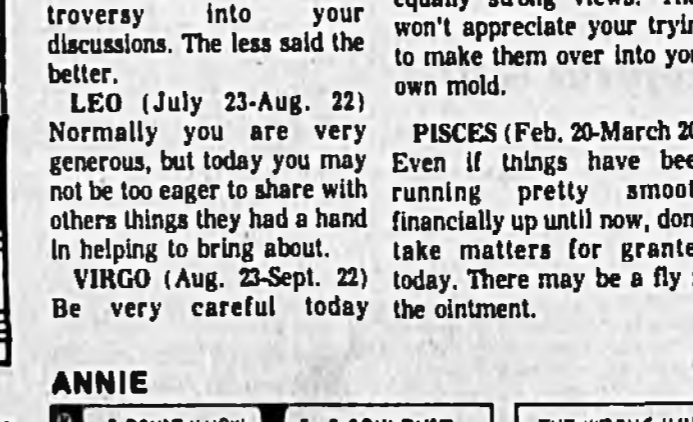 troversy into your
discussions. The less said the
better.
LEO (July 23-Aug. 22)
Normally you are very
generous, but today you may
not be too eager to share with
others things they had a hand
in helping to bring about.
VIRGO (Aug. 23-Sept. 22)
Be very careful today
equally strong views.
won't appreciate your tryin
to make them over into yo
own mold.
PISCES (Feb. 20-March 20
Even if things have bee
running pretty smoot
financially up until now, don
take matters for grante
today. There may be a fly
the ointment.
ANNIE